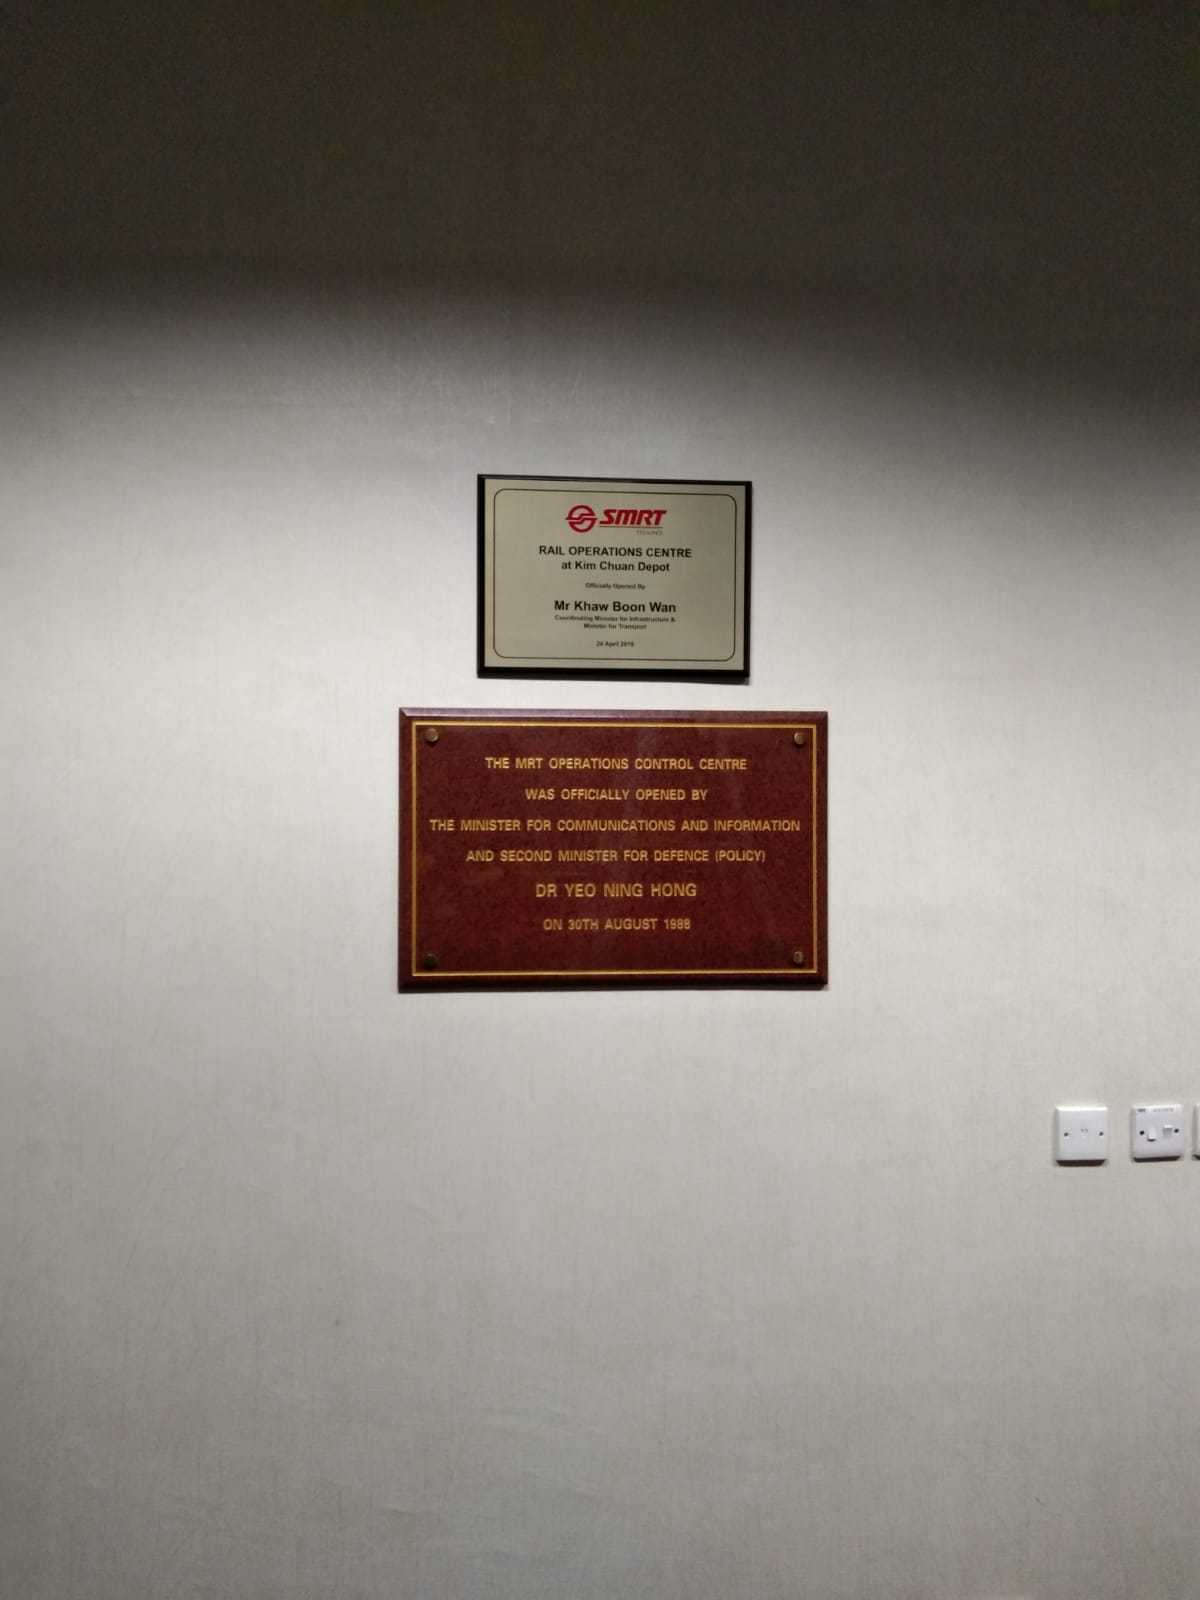 SMRT
RAIL OPERATIONS CENTRE
at Kim Chuan Depot
Officially Opened By
Mr Khaw Boon Wan
Coordinating Minister for Infrastructure &
Minister for Transport
April
THE MRT OPERATIONS CONTROL CENTRE
WAS OFFICIALLY OPENED BY
THE MINISTER FOR COMMUNICATIONS AND INFORMATION
AND SECOND MINISTER FOR DEFENCE (POLICY)
DR YEO NING HONG
ON 30TH AUGUST 1988